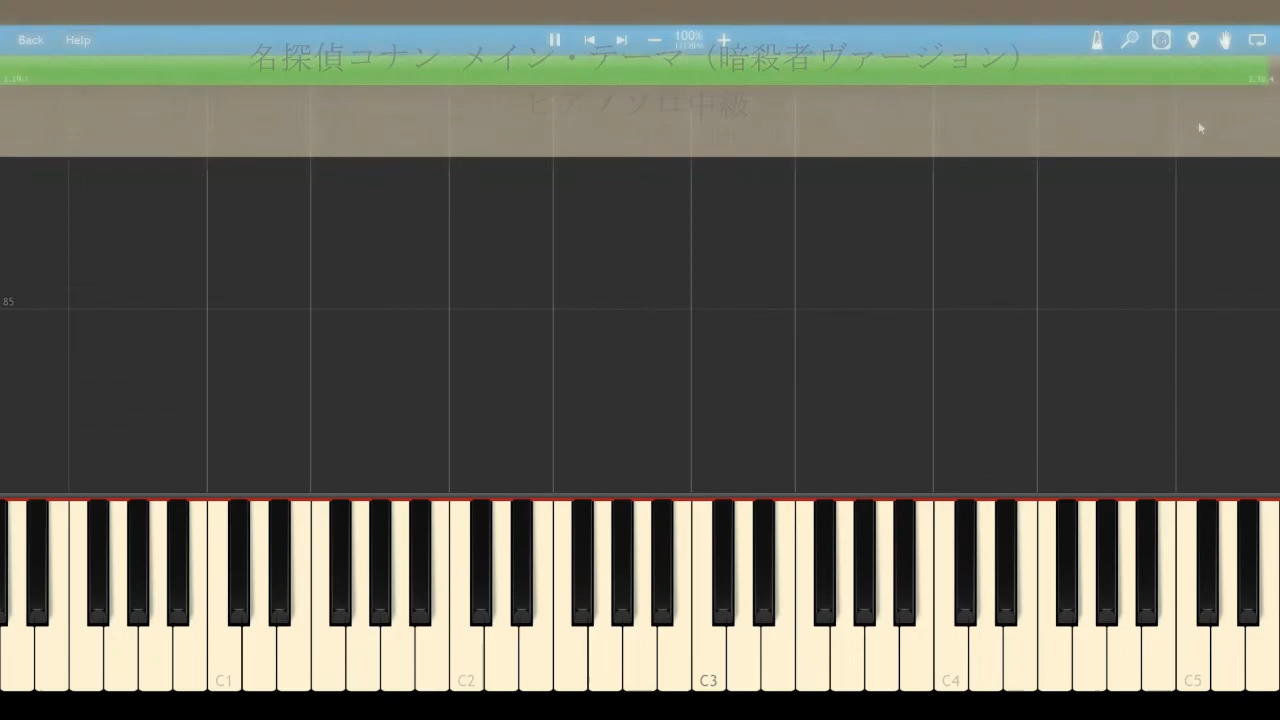 Back Help 100%
名探偵コナン メイン・テーマ（暗殺者ヴァージョン）
ピアノソロ中級
85
C1 C2 C3 C4 C5